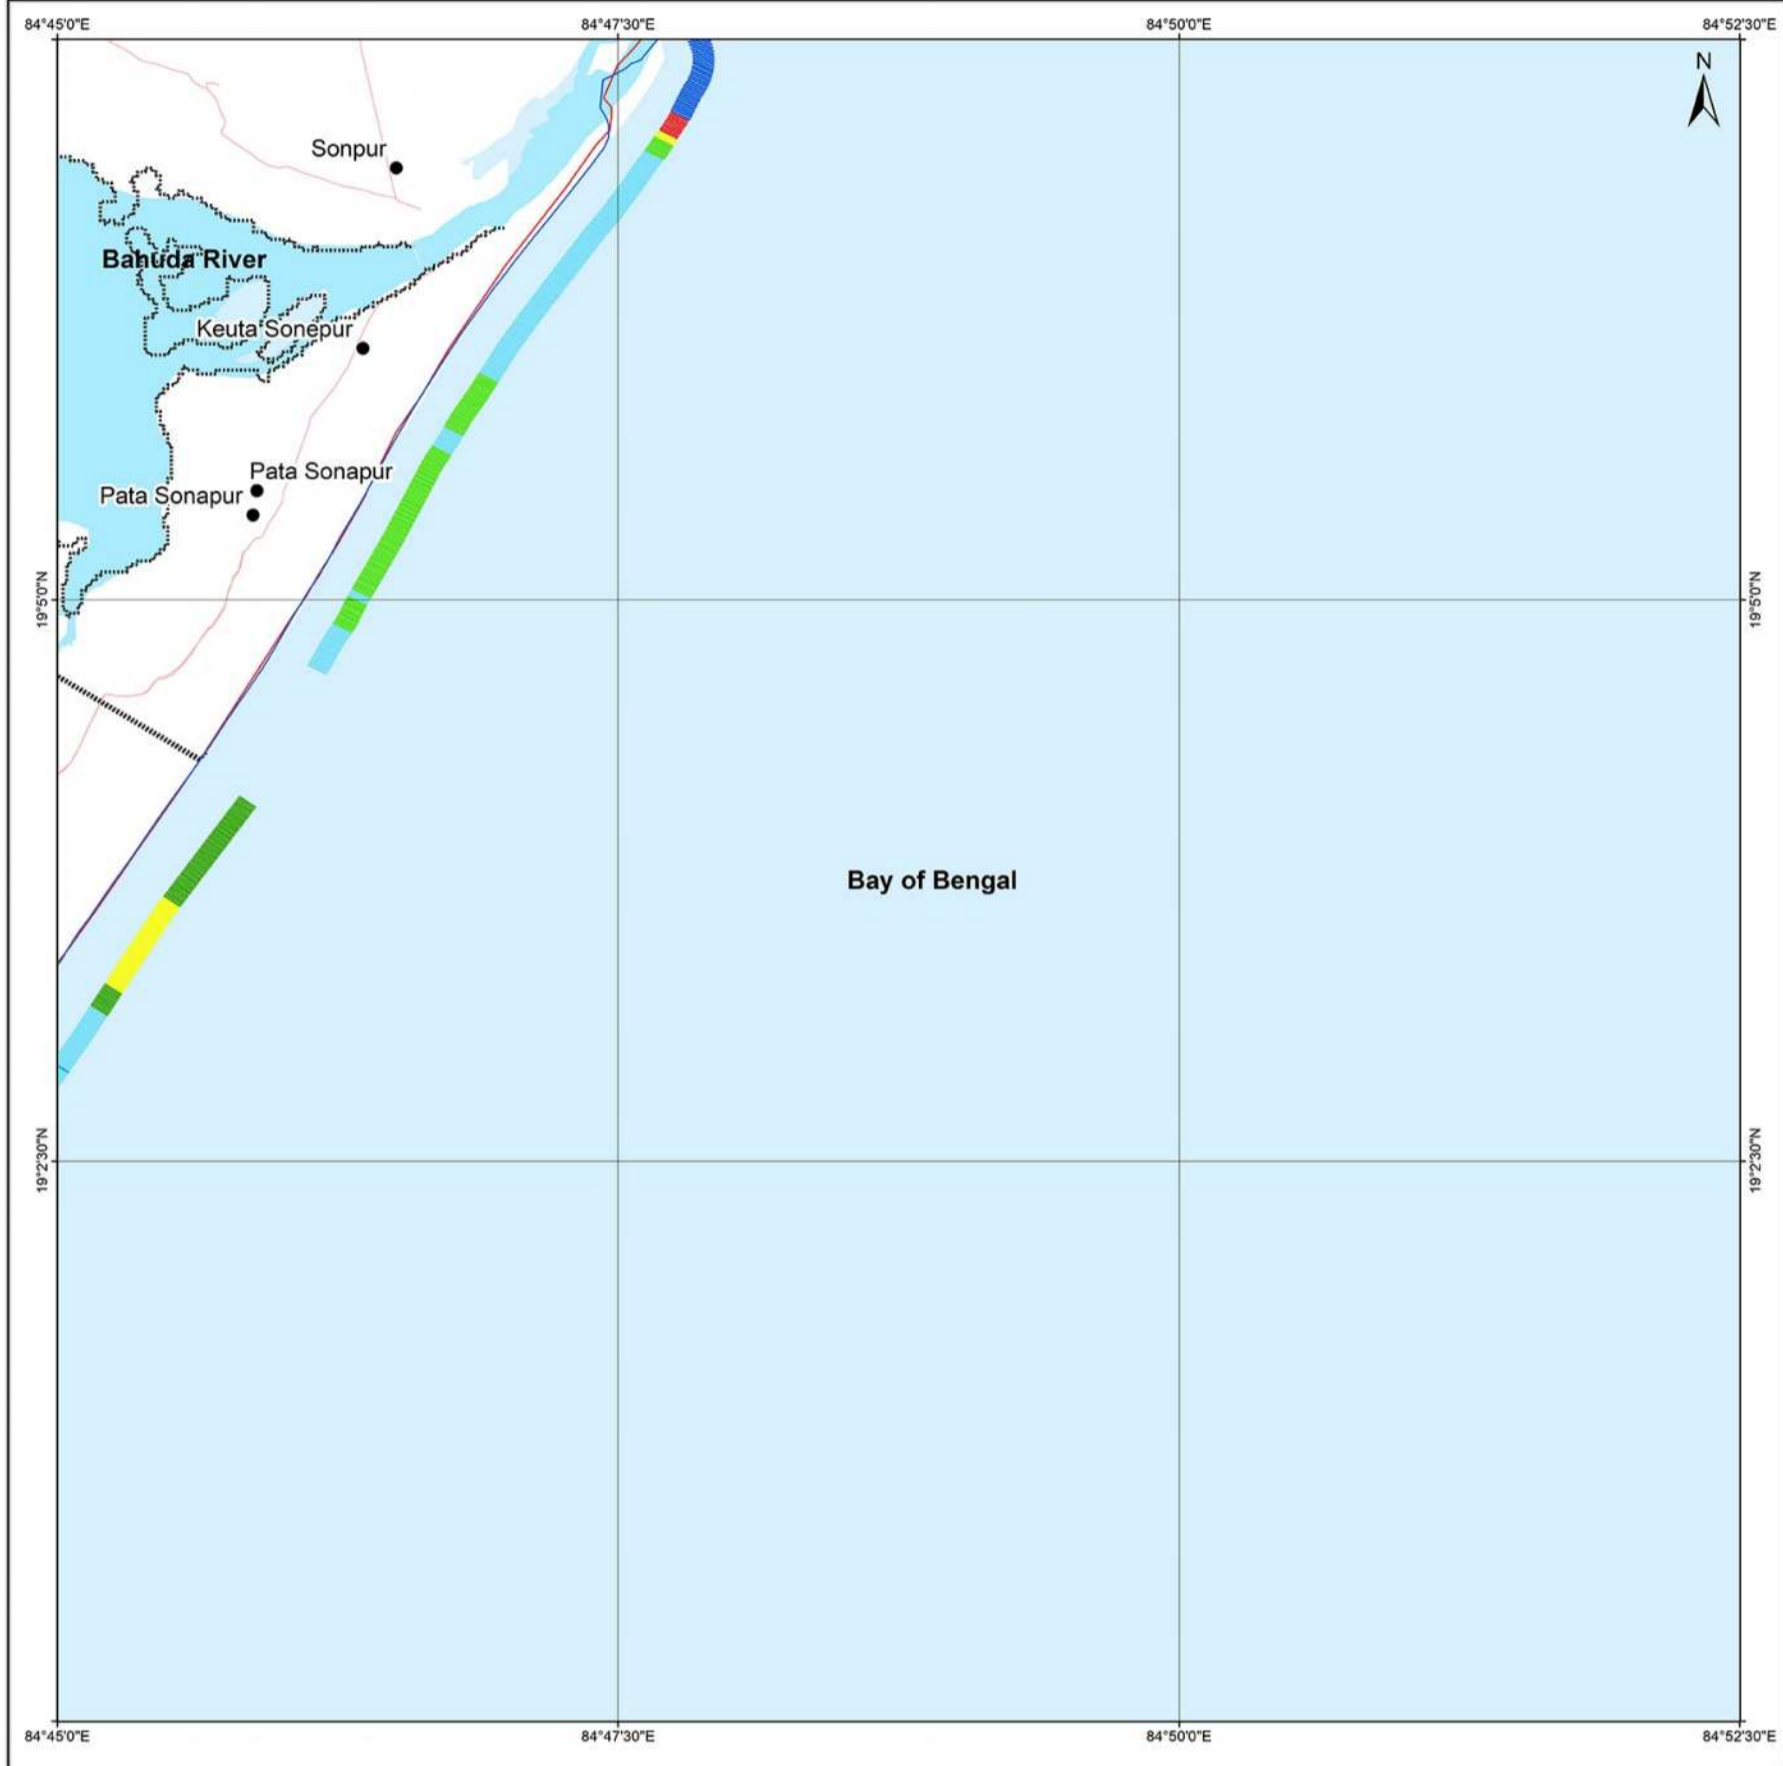 84°45'0"E
84°47'30"E
84°50'0"E
84°52'30"E
N
Sonpur
Bahuda River
Keuta Sonepur
Pata Sonapur
Pata Sonapur
19°5'0"N
19°5'0"N
Bay of Bengal
19°2'30"N
19°2'30"N
84°45'0"E
84°47'30"E
84°50'0"E
84°52'30"E